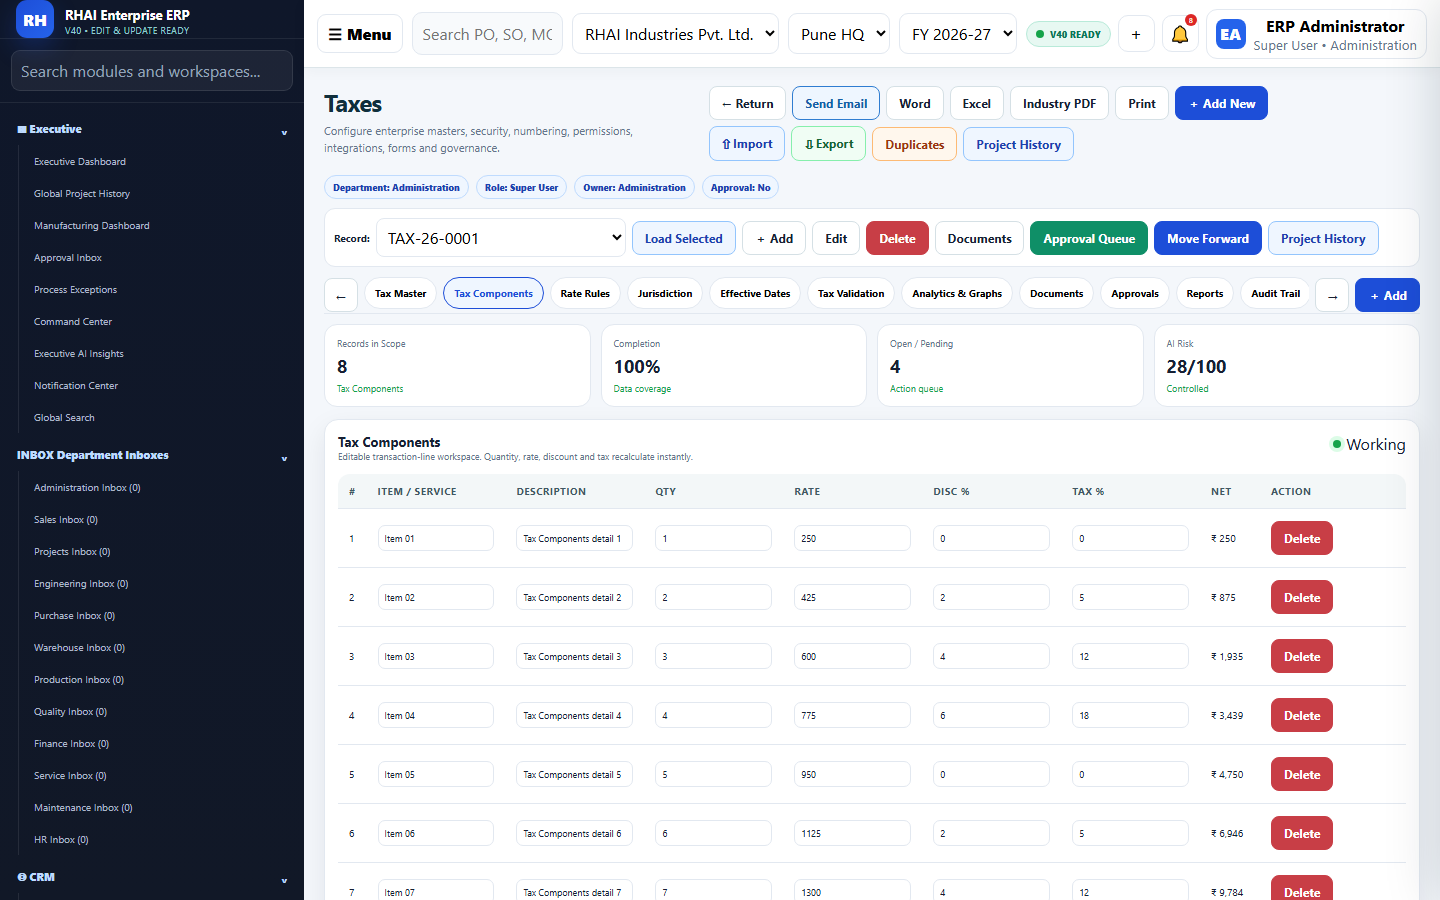 RH
RHAI Enterprise ERP
V40 • EDIT & UPDATE READY
Search modules and workspaces...
Executive
Executive Dashboard
Global Project History
Manufacturing Dashboard
Approval Inbox
Process Exceptions
Command Center
Executive AI Insights
Notification Center
Global Search
INBOX Department Inboxes
Administration Inbox (0)
Sales Inbox (0)
Projects Inbox (0)
Engineering Inbox (0)
Purchase Inbox (0)
Warehouse Inbox (0)
Production Inbox (0)
Quality Inbox (0)
Finance Inbox (0)
Service Inbox (0)
Maintenance Inbox (0)
HR Inbox (0)
CRM
☰ Menu
Search PO, SO, MO
RHAI Industries Pvt. Ltd.
Pune HQ
FY 2026-27
V40 READY
+
8
EA
ERP Administrator
Super User • Administration
Taxes
Configure enterprise masters, security, numbering, permissions,
integrations, forms and governance.
← Return
Send Email
Word
Excel
Industry PDF
Print
+ Add New
⇧ Import
⇩ Export
Duplicates
Project History
Department: Administration
Role: Super User
Owner: Administration
Approval: No
Record:
TAX-26-0001
Load Selected
+ Add
Edit
Delete
Documents
Approval Queue
Move Forward
Project History
←
Tax Master
Tax Components
Rate Rules
Jurisdiction
Effective Dates
Tax Validation
Analytics & Graphs
Documents
Approvals
Reports
Audit Trail
→
+ Add
Records in Scope
8
Tax Components
Completion
100%
Data coverage
Open / Pending
4
Action queue
AI Risk
28/100
Controlled
Tax Components
Editable transaction-line workspace. Quantity, rate, discount and tax recalculate instantly.
Working
# ITEM / SERVICE DESCRIPTION QTY RATE DISC % TAX % NET ACTION
1 Item 01 Tax Components detail 1 1 250 0 0 ₹ 250 Delete
2 Item 02 Tax Components detail 2 2 425 2 5 ₹ 875 Delete
3 Item 03 Tax Components detail 3 3 600 4 12 ₹ 1,935 Delete
4 Item 04 Tax Components detail 4 4 775 6 18 ₹ 3,439 Delete
5 Item 05 Tax Components detail 5 5 950 0 0 ₹ 4,750 Delete
6 Item 06 Tax Components detail 6 6 1125 2 5 ₹ 6,946 Delete
7 Item 07 Tax Components detail 7 7 1300 4 12 ₹ 9,784 Delete